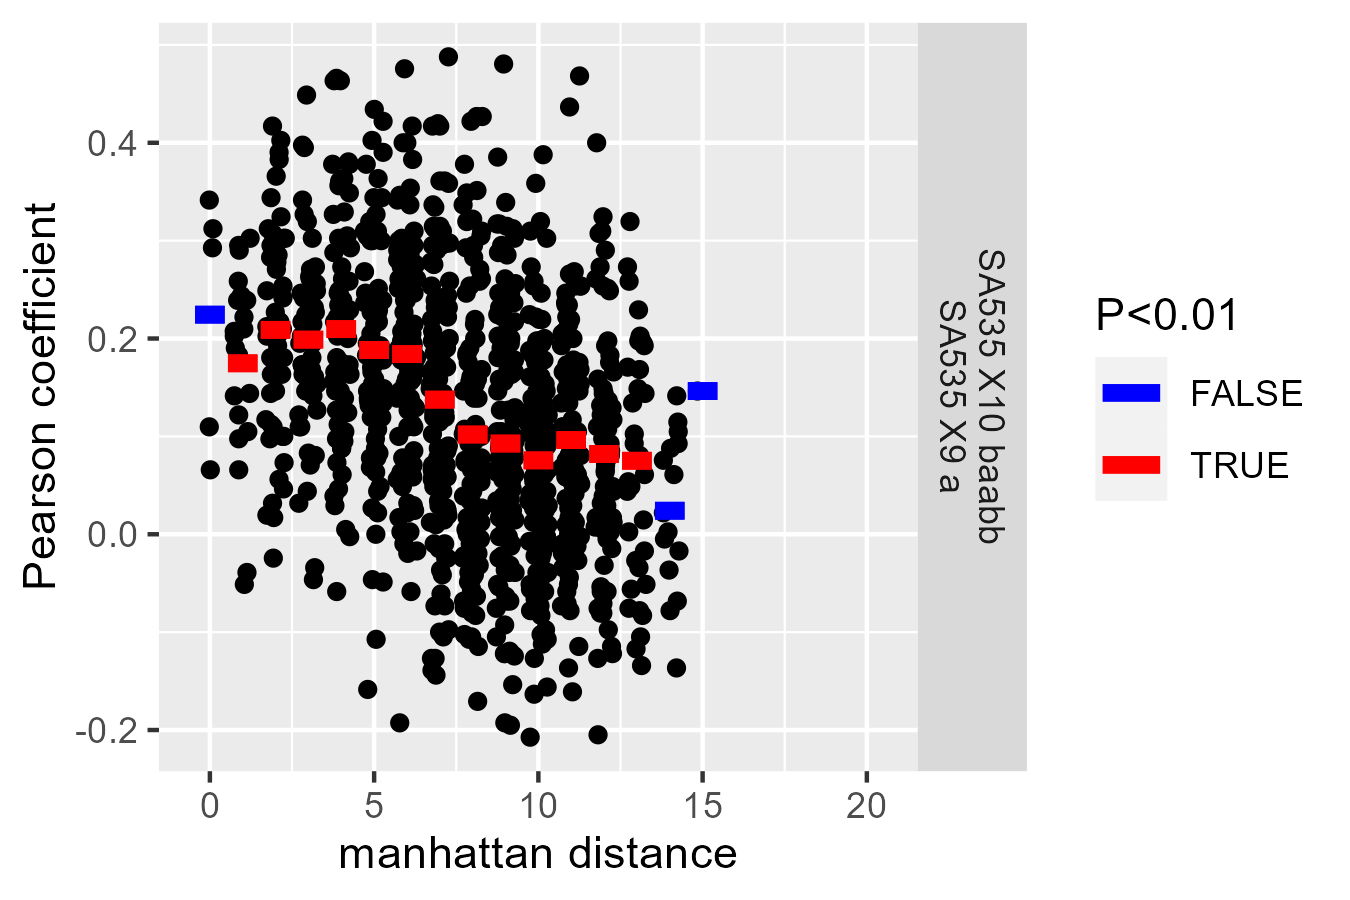 0.4
0.2
0.0
-0.2
Pearson coefficient
0
5
10
15
20
manhattan distance
SA535 X10 baabb
SA535 X9 a
P<0.01
FALSE
TRUE